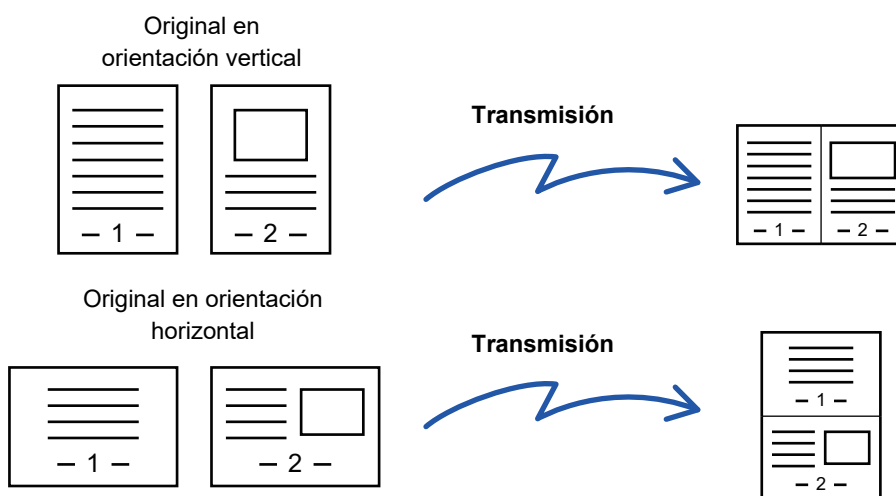 Original en
orientación vertical
Transmisión
– 1 –
– 2 –
– 1 –
– 2 –
Original en orientación
horizontal
Transmisión
– 1 –
– 2 –
– 1 –
– 2 –